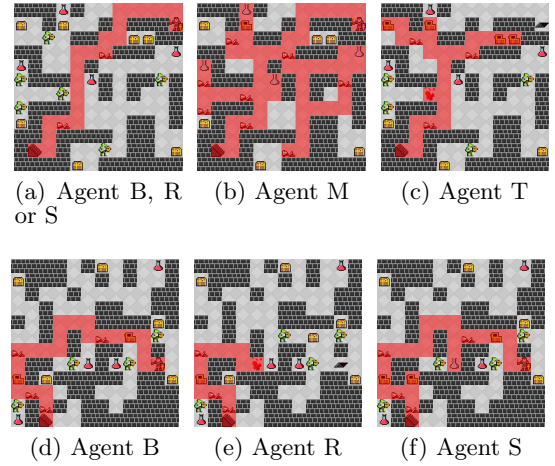 (a) Agent B, R
or S
(b) Agent M
(c) Agent T
(d) Agent B
(e) Agent R
(f) Agent S